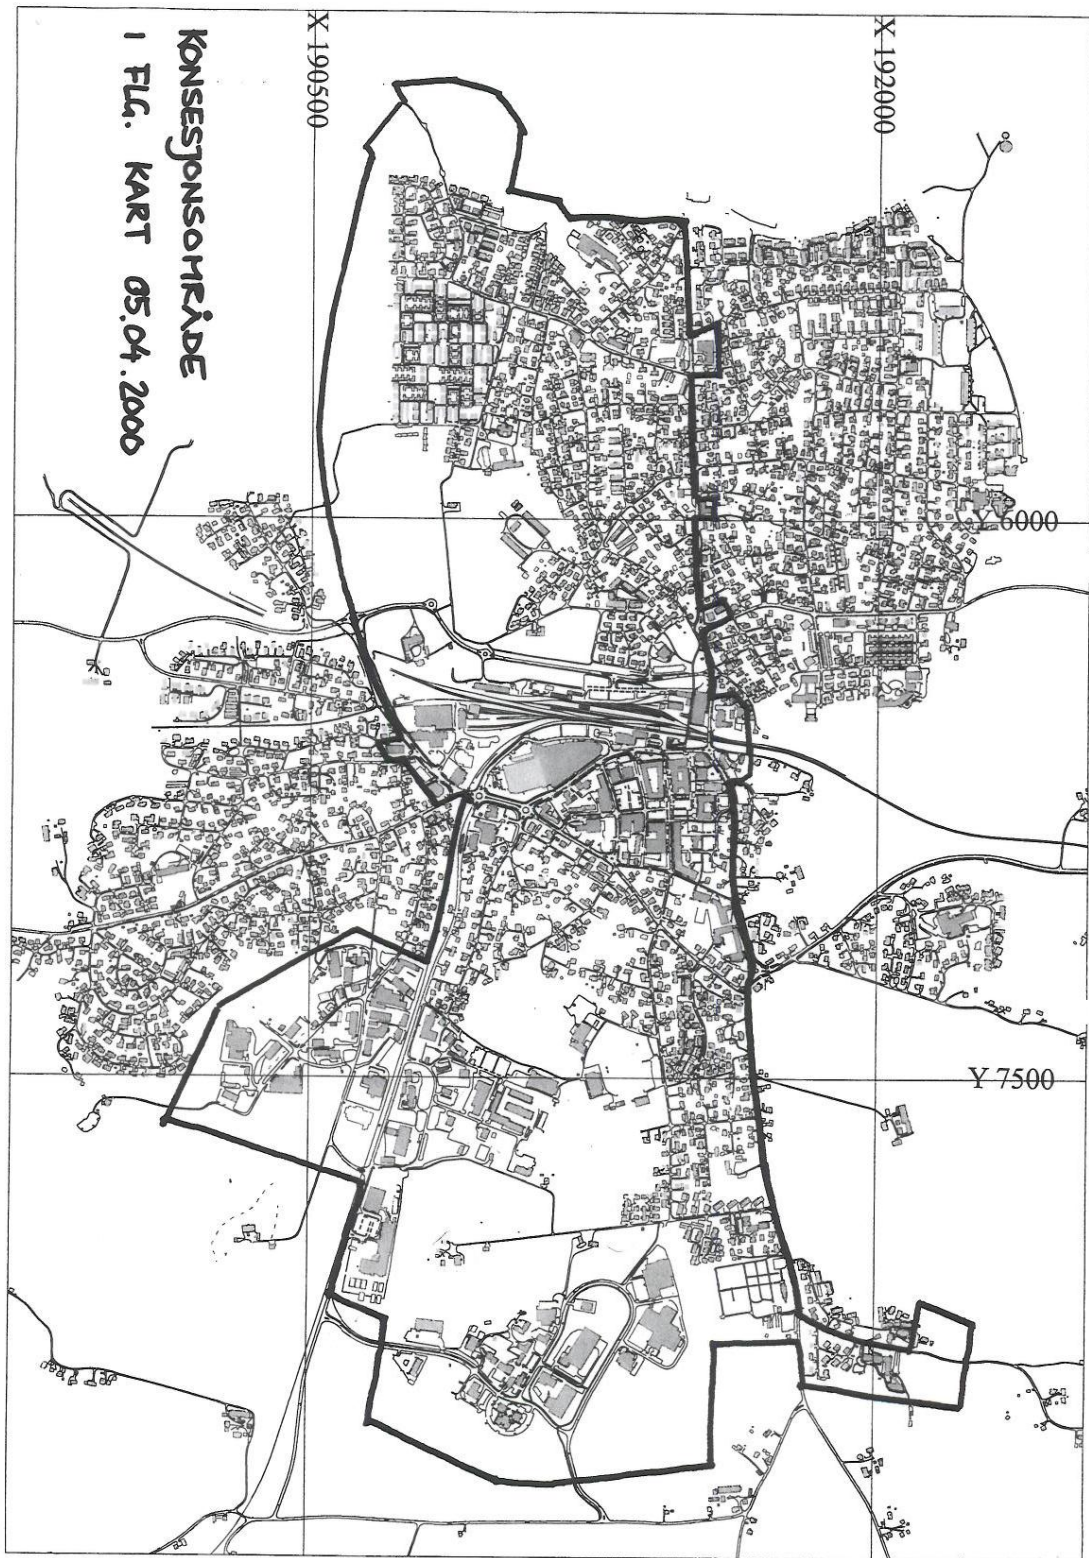 KONSESJONSOMRÅDE
I FLG. KART 05.04.2000
X 190500
X 192000
Y 6000
Y 7500